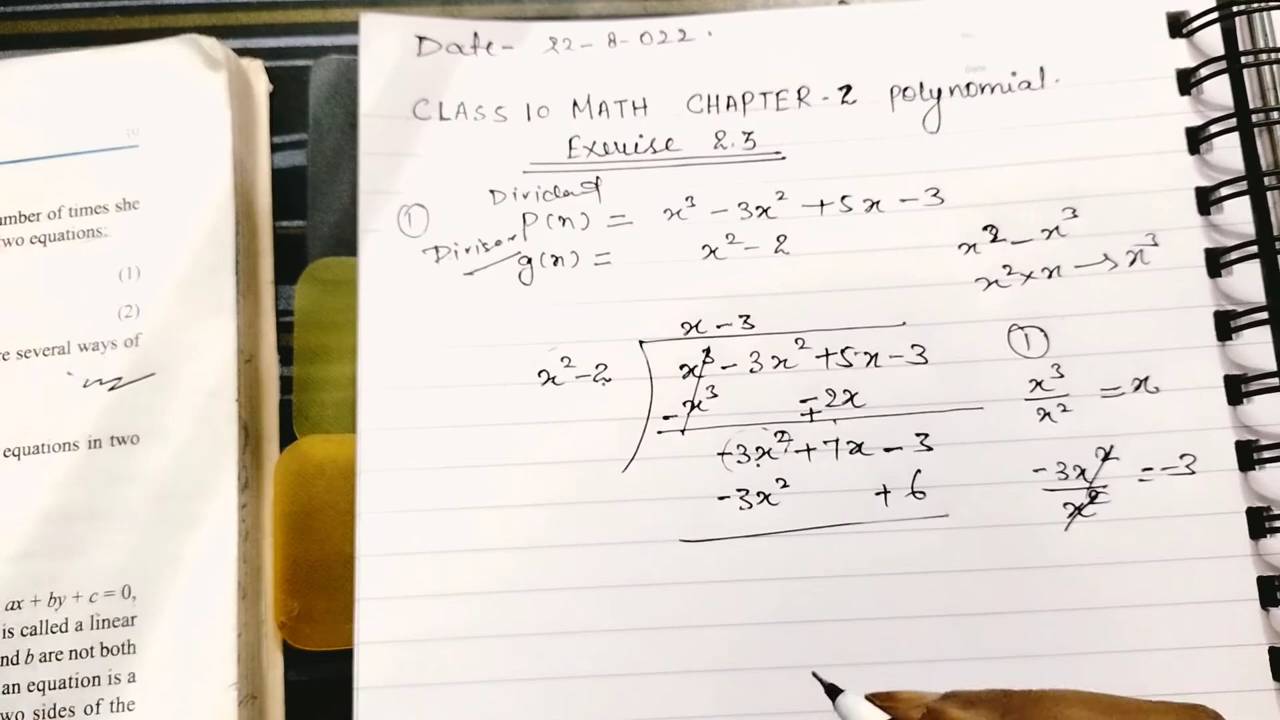 umber of times she
wo equations:
(1)
(2)
e several ways of
equations in two
ax + by + c = 0,
is called a linear
nd b are not both
an equation is a
wo sides of the
Date- 22-8-022.
CLASS 10 MATH CHAPTER-2 polynomial.
Exercise 2.3
Dividend
① P(x) = x³ - 3x² + 5x - 3
Divisor g(x) = x² - 2
x² - x³
x² × x → x³
x - 3
x² - 2 x³ - 3x² + 5x - 3
- x³ - 2x
+
-3x² + 7x - 3
-3x² + 6
①
x³/x² = x
-3x²/x² = -3